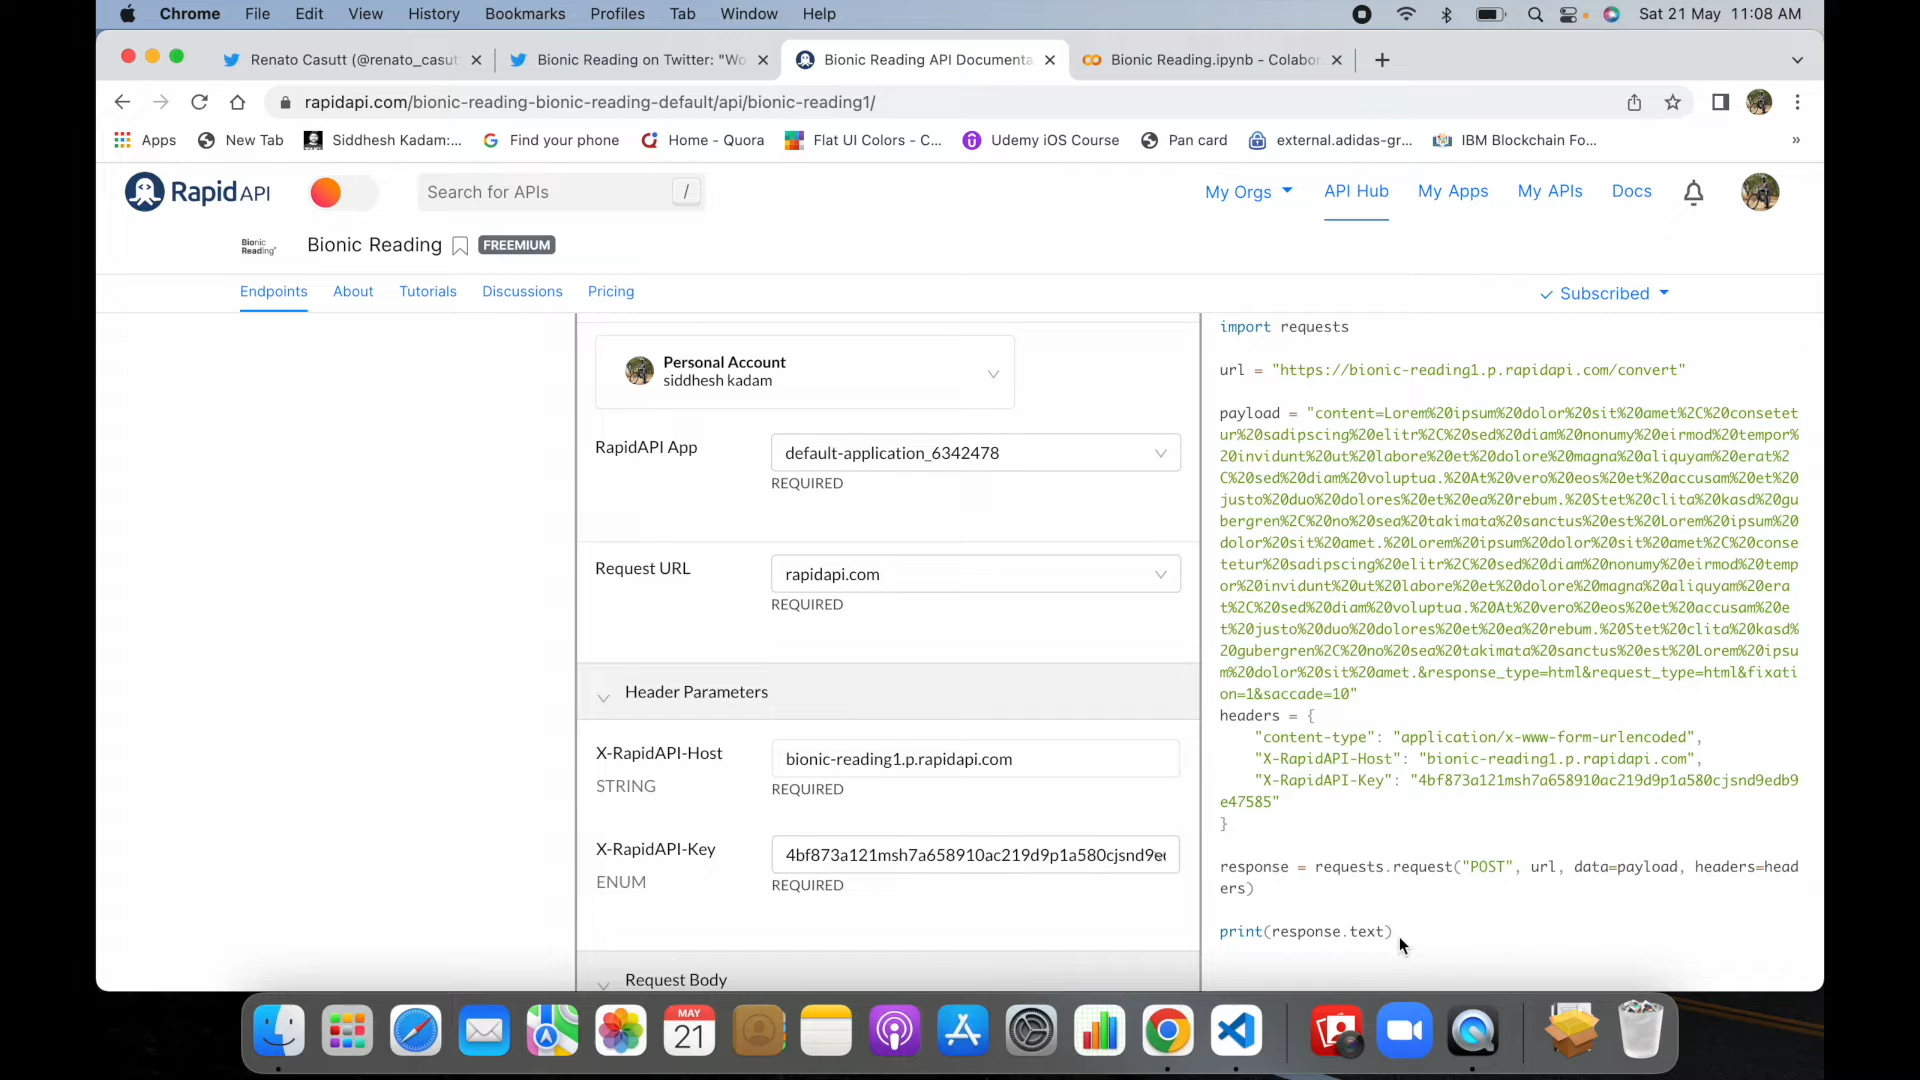 Chrome File Edit View History Bookmarks Profiles Tab Window Help Sat 21 May 11:08 AM
Renato Casutt (@renato_casut Bionic Reading on Twitter: "Wo Bionic Reading API Documenta Bionic Reading.ipynb - Colabor
rapidapi.com/bionic-reading-bionic-reading-default/api/bionic-reading1/
Apps New Tab Siddhesh Kadam:... Find your phone Home - Quora Flat UI Colors - C... Udemy iOS Course Pan card external.adidas-gr... IBM Blockchain Fo... »
Rapid API Search for APIs / My Orgs API Hub My Apps My APIs Docs
Bionic Reading Bionic Reading FREEMIUM
Endpoints About Tutorials Discussions Pricing Subscribed
Personal Account
siddhesh kadam
RapidAPI App default-application_6342478
REQUIRED
Request URL rapidapi.com
REQUIRED
Header Parameters
X-RapidAPI-Host bionic-reading1.p.rapidapi.com
STRING REQUIRED
X-RapidAPI-Key 4bf873a121msh7a658910ac219d9p1a580cjsnd9e
ENUM REQUIRED
Request Body
import requests
url = "https://bionic-reading1.p.rapidapi.com/convert"
payload = "content=Lorem%20ipsum%20dolor%20sit%20amet%2C%20consetet
ur%20sadipscing%20elitr%2C%20sed%20diam%20nonumy%20eirmod%20tempor%
20invidunt%20ut%20labore%20et%20dolore%20magna%20aliquyam%20erat%2
C%20sed%20diam%20voluptua.%20At%20vero%20eos%20et%20accusam%20et%20
justo%20duo%20dolores%20et%20ea%20rebum.%20Stet%20clita%20kasd%20gu
bergren%2C%20no%20sea%20takimata%20sanctus%20est%20Lorem%20ipsum%20
dolor%20sit%20amet.%20Lorem%20ipsum%20dolor%20sit%20amet%2C%20conse
tetur%20sadipscing%20elitr%2C%20sed%20diam%20nonumy%20eirmod%20temp
or%20invidunt%20ut%20labore%20et%20dolore%20magna%20aliquyam%20era
t%2C%20sed%20diam%20voluptua.%20At%20vero%20eos%20et%20accusam%20e
t%20justo%20duo%20dolores%20et%20ea%20rebum.%20Stet%20clita%20kasd%
20gubergren%2C%20no%20sea%20takimata%20sanctus%20est%20Lorem%20ipsu
m%20dolor%20sit%20amet.&response_type=html&request_type=html&fixati
on=1&saccade=10"
headers = {
"content-type": "application/x-www-form-urlencoded",
"X-RapidAPI-Host": "bionic-reading1.p.rapidapi.com",
"X-RapidAPI-Key": "4bf873a121msh7a658910ac219d9p1a580cjsnd9edb9
e47585"
}
response = requests.request("POST", url, data=payload, headers=head
ers)
print(response.text)
MAY
21